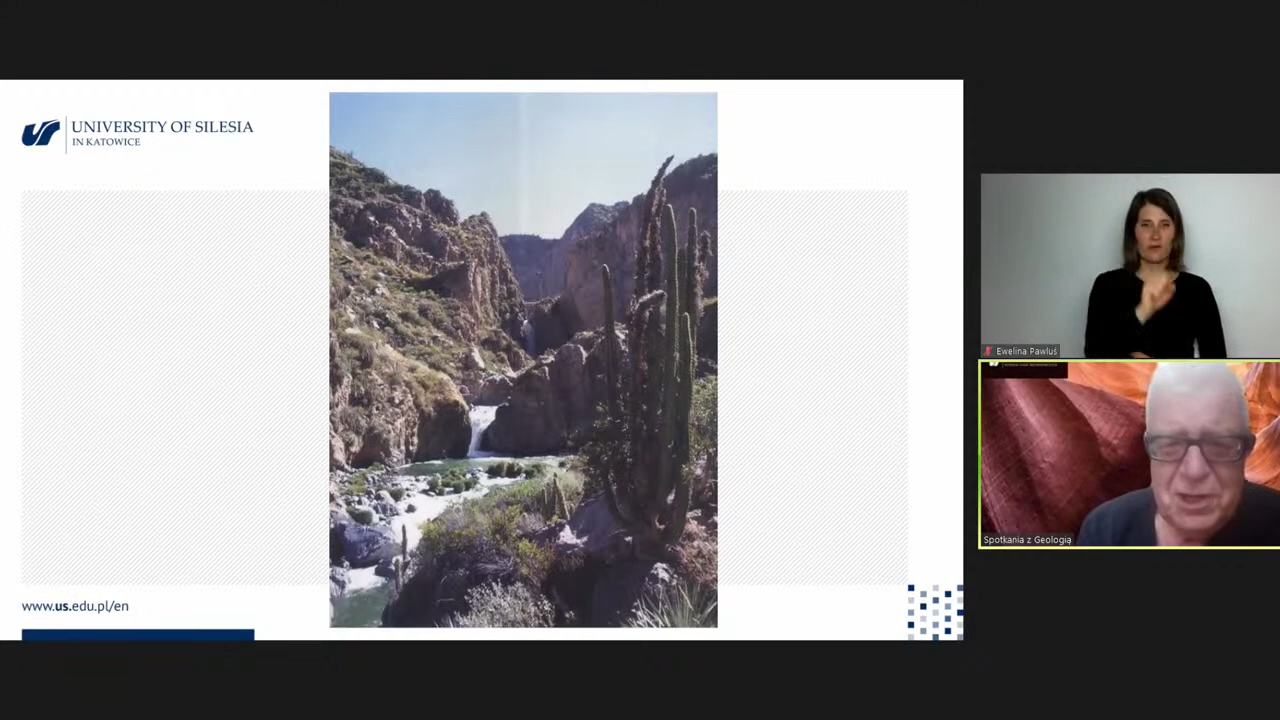 UNIVERSITY OF SILESIA
IN KATOWICE
www.us.edu.pl/en
Ewelina Pawluś
Spotkania z Geologią